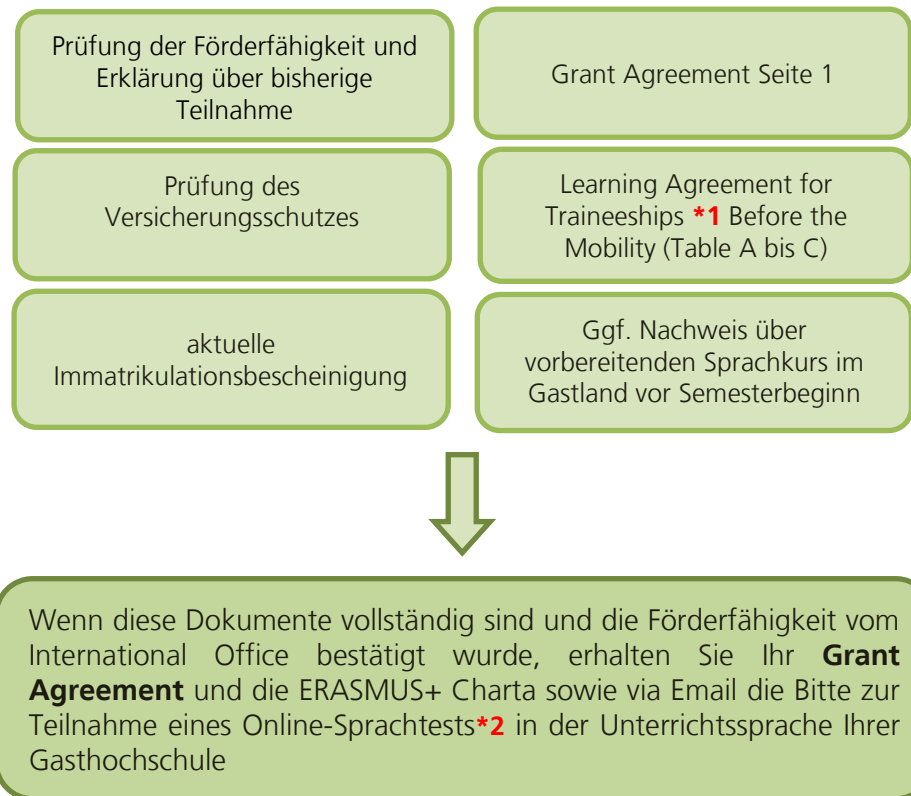 Prüfung der Förderfähigkeit und
Erklärung über bisherige
Teilnahme
Grant Agreement Seite 1
Prüfung des
Versicherungsschutzes
Learning Agreement for
Traineeships *1 Before the
Mobility (Table A bis C)
aktuelle
Immatrikulationsbescheinigung
Ggf. Nachweis über
vorbereitenden Sprachkurs im
Gastland vor Semesterbeginn
Wenn diese Dokumente vollständig sind und die Förderfähigkeit vom
International Office bestätigt wurde, erhalten Sie Ihr Grant
Agreement und die ERASMUS+ Charta sowie via Email die Bitte zur
Teilnahme eines Online-Sprachtests*2 in der Unterrichtssprache Ihrer
Gasthochschule